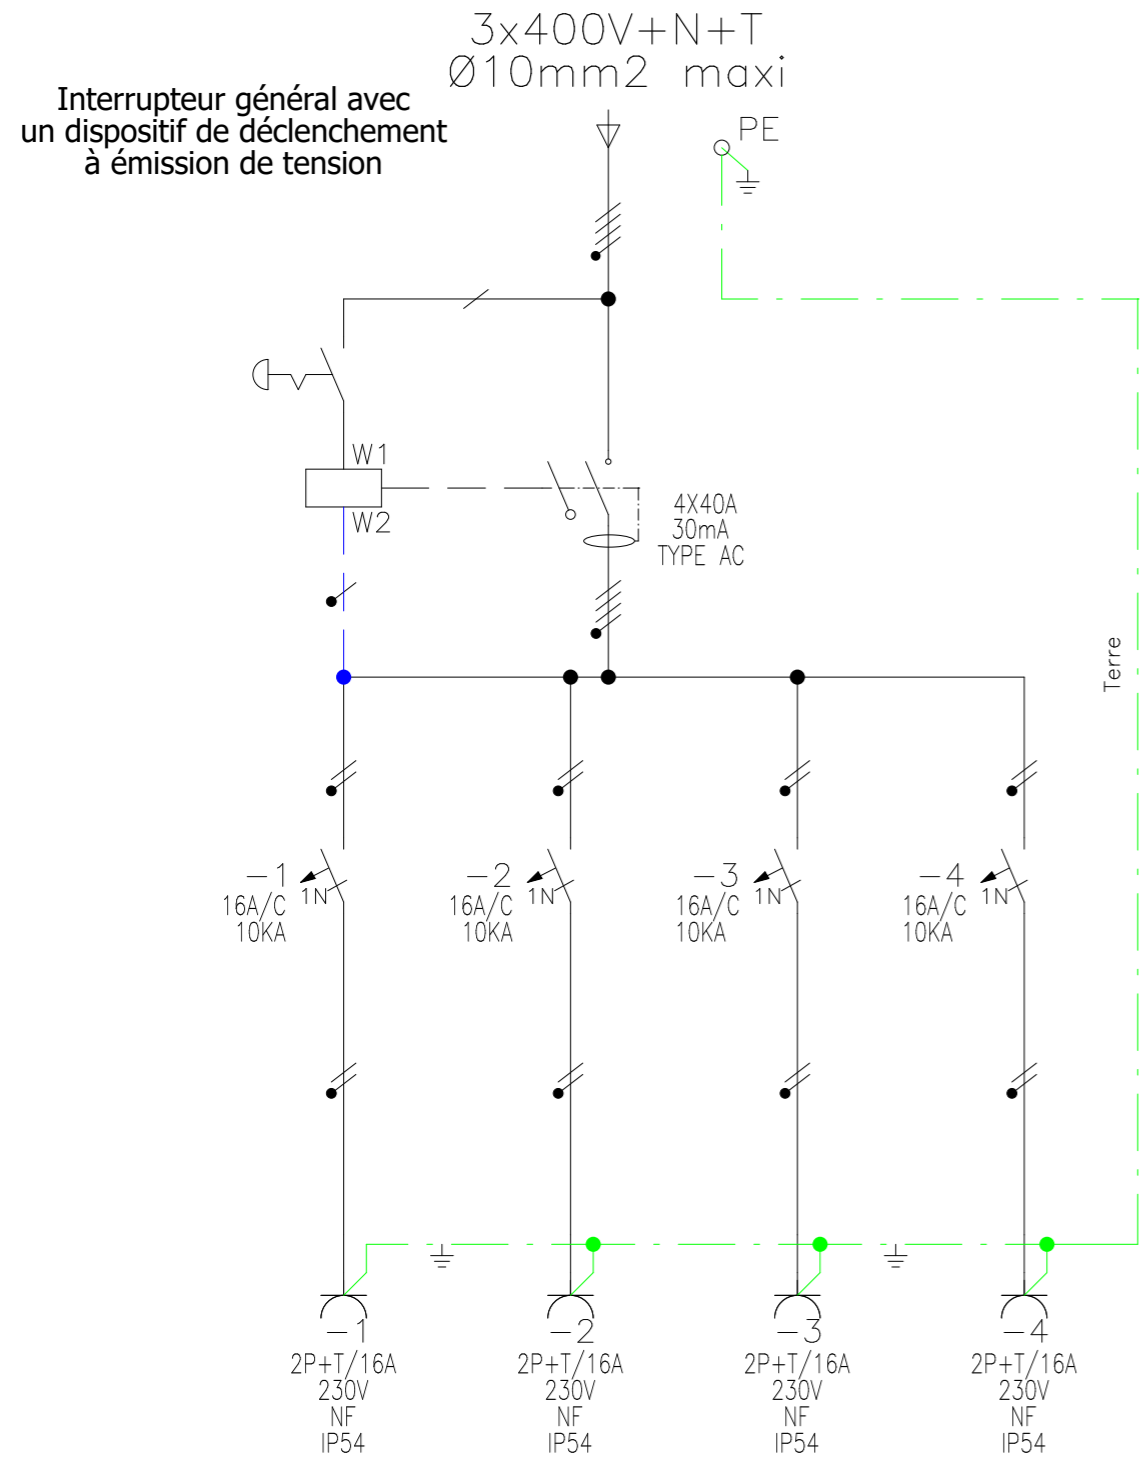 3x400V+N+T
Ø10mm2 maxi
Interrupteur général avec
un dispositif de déclenchement
à émission de tension
PE
W1
W2
4X40A
30mA
TYPE AC
Terre
-1
1N
16A/C
10KA
-2
1N
16A/C
10KA
-3
1N
16A/C
10KA
-4
1N
16A/C
10KA
-1
2P+T/16A
230V
NF
IP54
-2
2P+T/16A
230V
NF
IP54
-3
2P+T/16A
230V
NF
IP54
-4
2P+T/16A
230V
NF
IP54